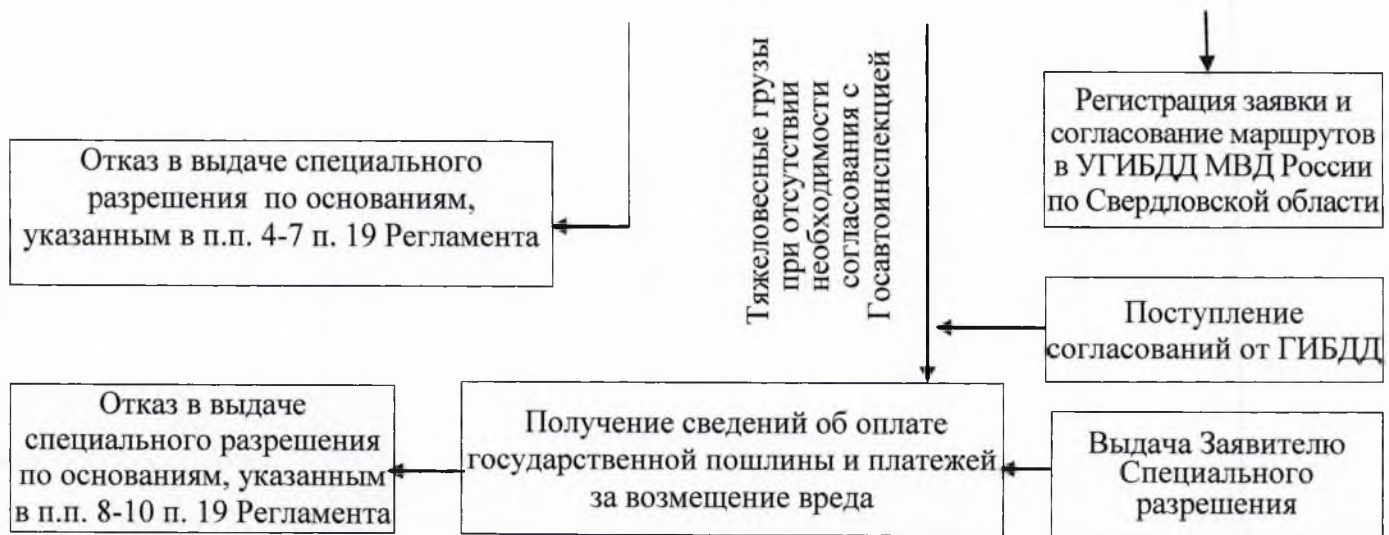 Тяжеловесные грузы
при отсутствии
необходимости
согласования с
Госавтоинспекцией
Регистрация заявки и
согласование маршрутов
в УГИБДД МВД России
по Свердловской области
Отказ в выдаче специального
разрешения по основаниям,
указанным в п.п. 4-7 п. 19 Регламента
Поступление
согласований от ГИБДД
Отказ в выдаче
специального разрешения
по основаниям, указанным
в п.п. 8-10 п. 19 Регламента
Получение сведений об оплате
государственной пошлины и платежей
за возмещение вреда
Выдача Заявителю
Специального
разрешения